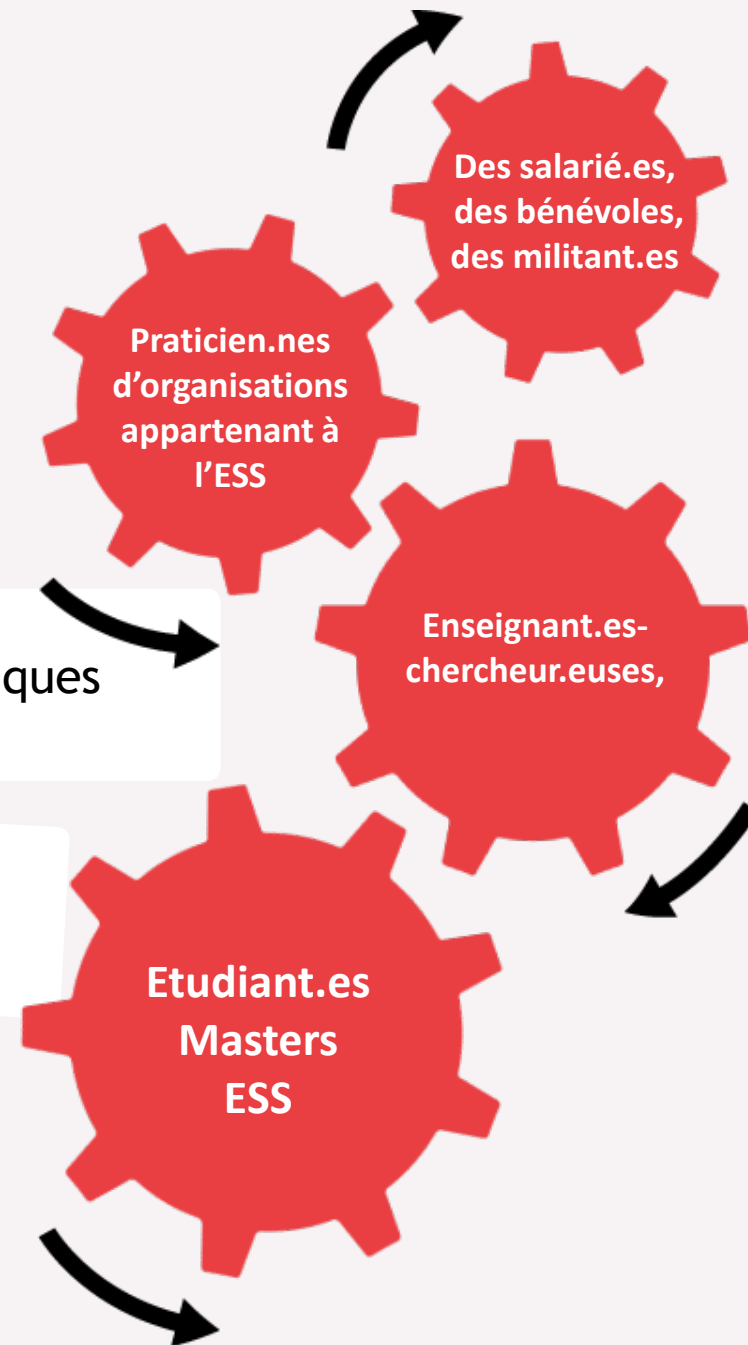 Des salarié.es,
des bénévoles,
des militant.es
Praticien.nes
d’organisations
appartenant à
l’ESS
Enseignant.es-
chercheur.euses,
Etudiant.es
Masters
ESS